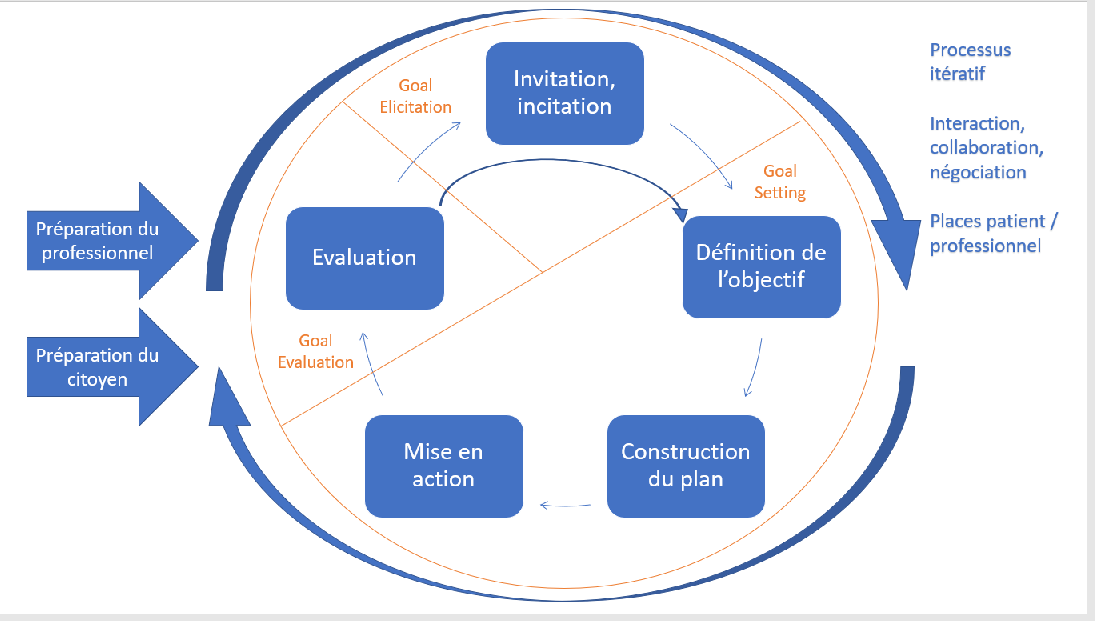 Goal
Elicitation
Invitation,
incitation
Processus
itératif
Interaction,
collaboration,
négociation
Places patient /
professionnel
Goal
Setting
Préparation du
professionnel
Evaluation
Définition de
l’objectif
Goal
Evaluation
Préparation du
citoyen
Mise en
action
Construction
du plan